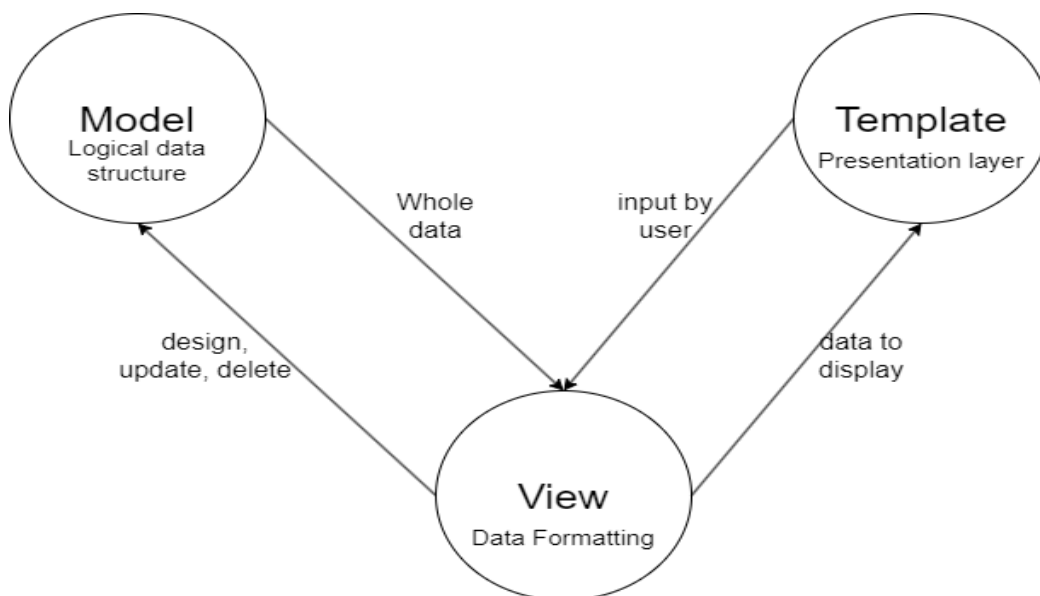 Model
Logical data
structure
Template
Presentation layer
Whole
data
input by
user
design,
update, delete
data to
display
View
Data Formatting